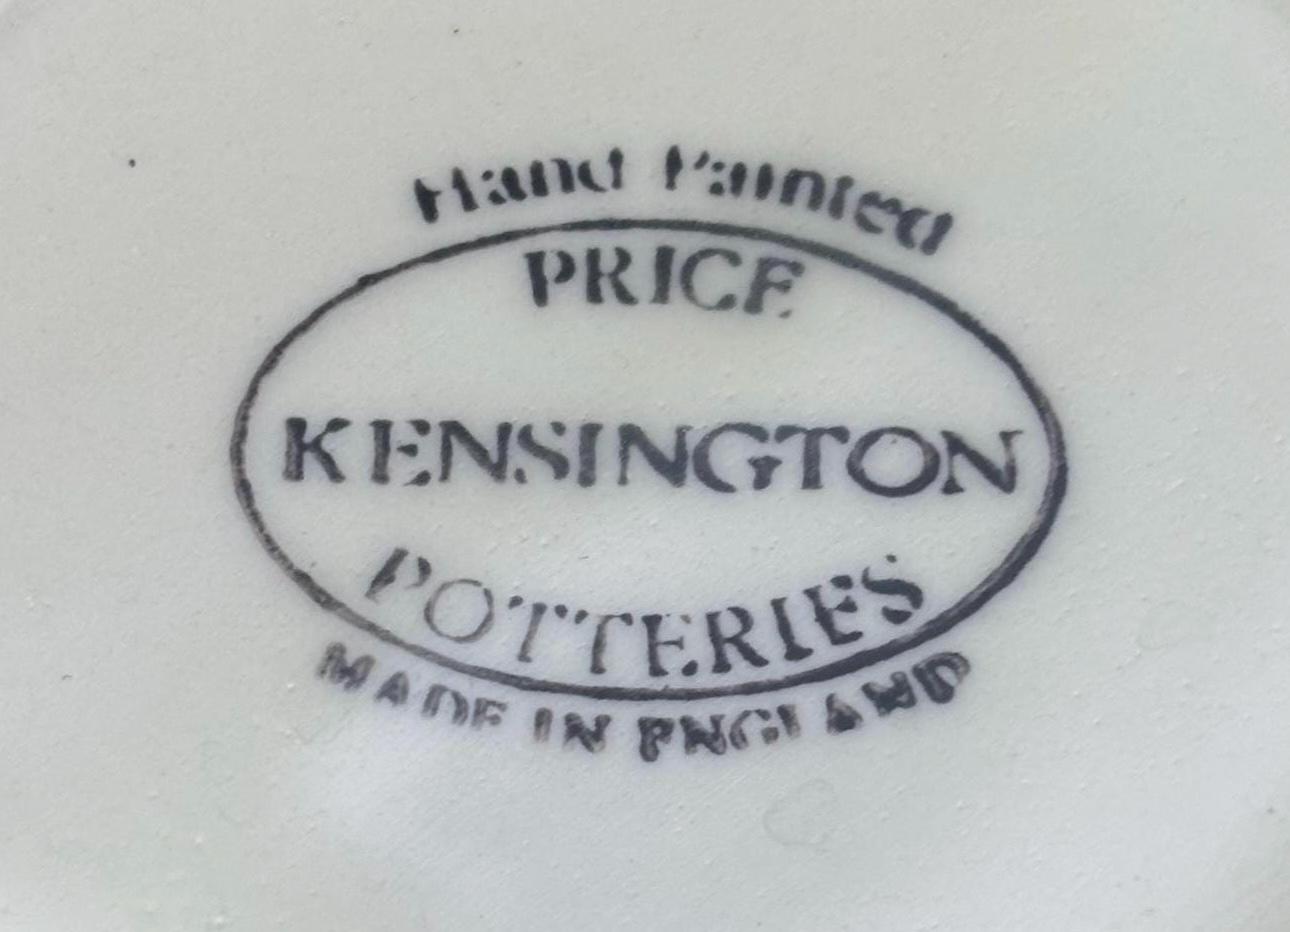 Hand Painted
PRICE
KENSINGTON
POTTERIES
MADE IN ENGLAND